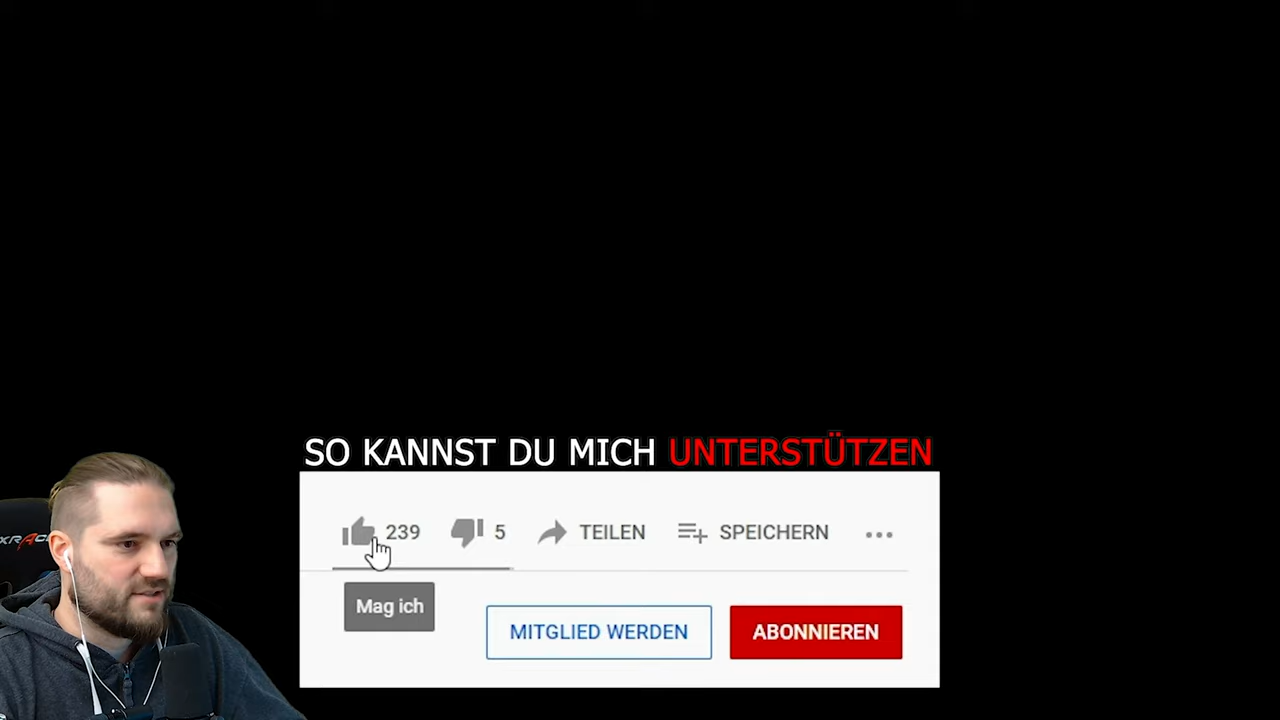 SO KANNST DU MICH UNTERSTÜTZEN
239 5 TEILEN SPEICHERN
Mag ich
MITGLIED WERDEN ABONNIEREN